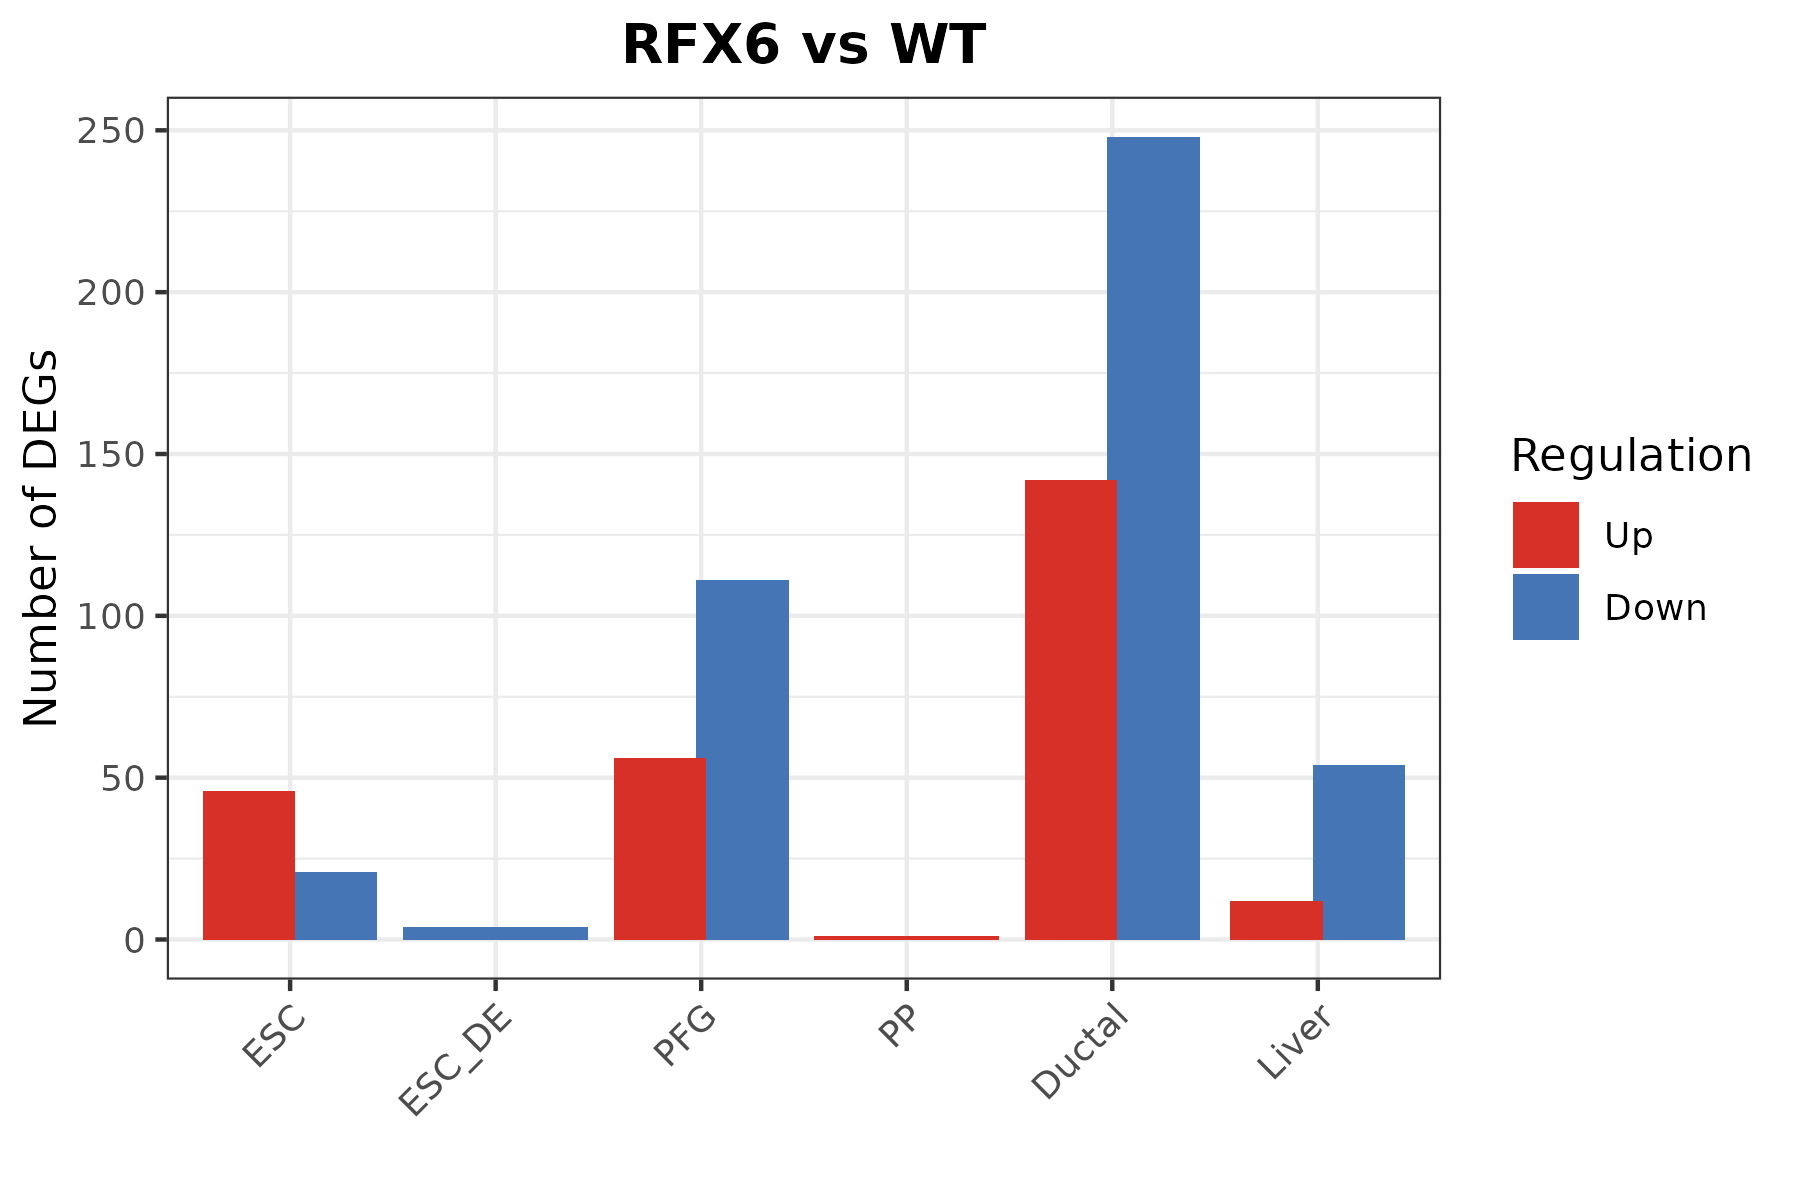 RFX6 vs WT
Number of DEGs
250
200
150
100
50
0
ESC
ESC_DE
PFG
PP
Ductal
Liver
Regulation
Up
Down